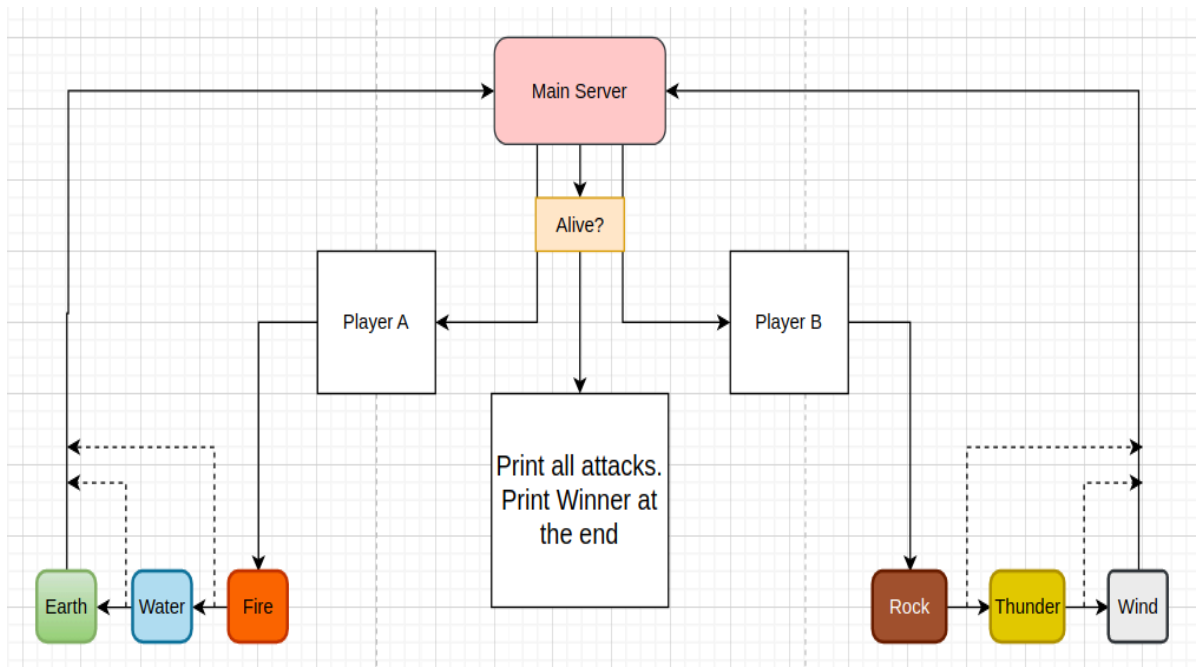 Main Server
Alive?
Player A
Player B
Print all attacks.
Print Winner at
the end
Earth
Water
Fire
Rock
Thunder
Wind